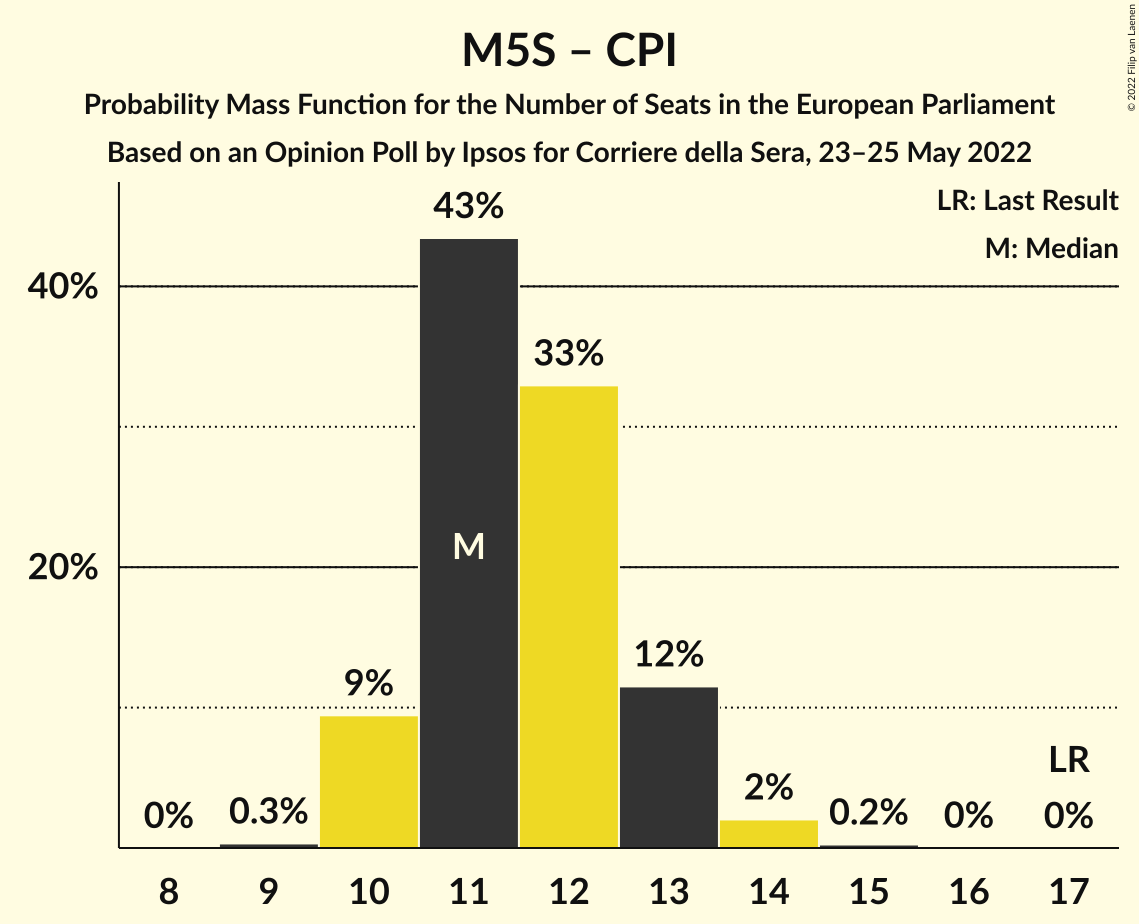 M5S – CPI
Probability Mass Function for the Number of Seats in the European Parliament
Based on an Opinion Poll by Ipsos for Corriere della Sera, 23–25 May 2022
© 2022 Filip van Laenen
LR: Last Result
M: Median
40%
20%
0%
0.3%
9%
43%
M
33%
12%
2%
0.2%
0%
LR
0%
8 9 10 11 12 13 14 15 16 17